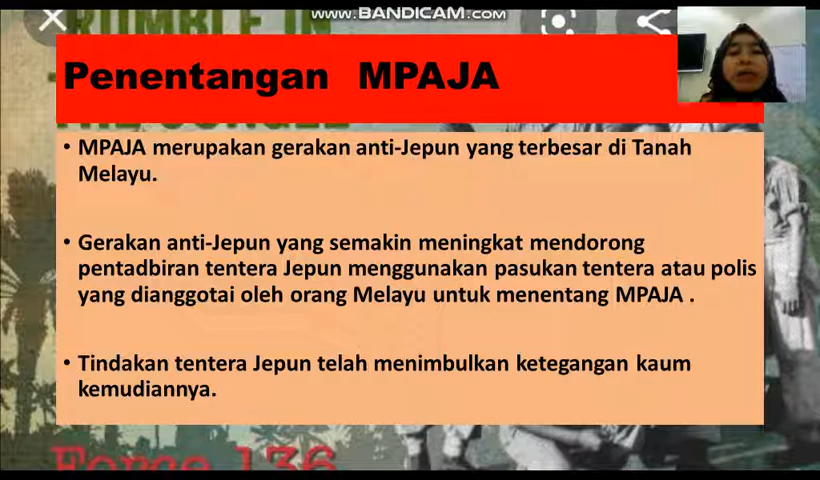 WWW.BANDICAM.COM
RUMBLE IN
Penentangan MPAJA
• MPAJA merupakan gerakan anti-Jepun yang terbesar di Tanah
Melayu.
• Gerakan anti-Jepun yang semakin meningkat mendorong
pentadbiran tentera Jepun menggunakan pasukan tentera atau polis
yang dianggotai oleh orang Melayu untuk menentang MPAJA .
• Tindakan tentera Jepun telah menimbulkan ketegangan kaum
kemudiannya.
Force 136